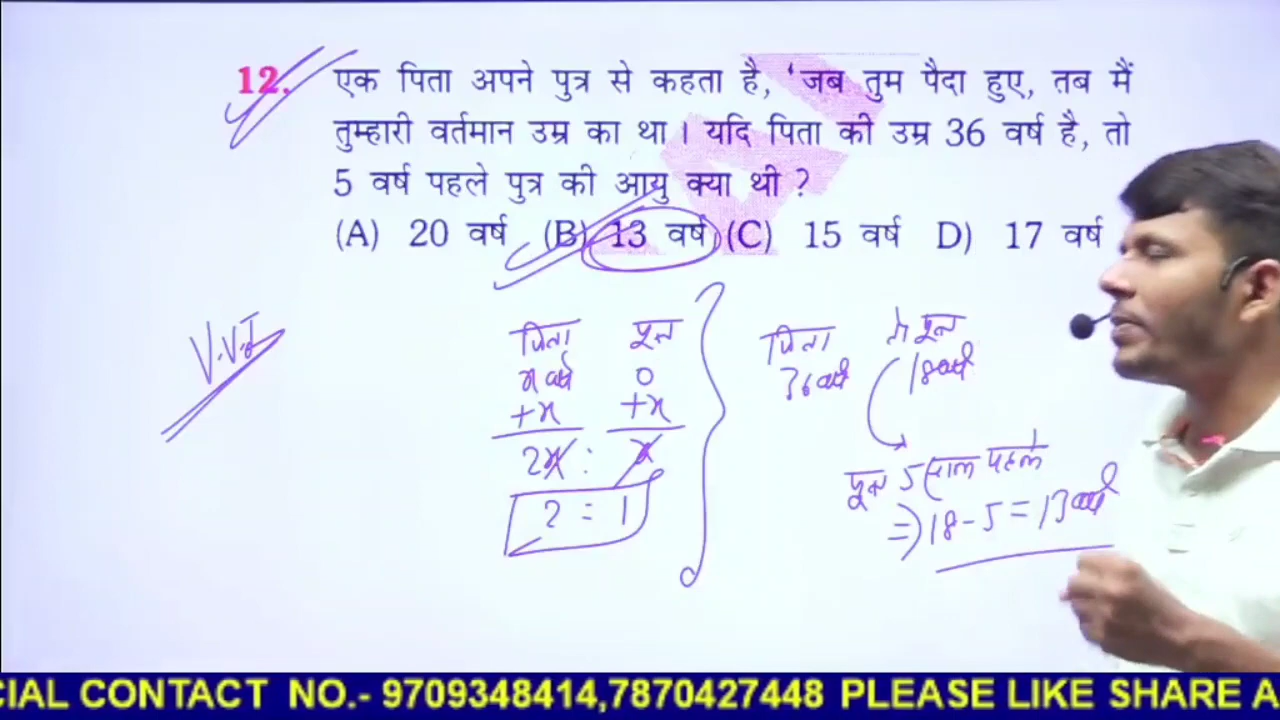 12. एक पिता अपने पुत्र से कहता है, 'जब तुम पैदा हुए, तब मैं
तुम्हारी वर्तमान उम्र का था। यदि पिता की उम्र 36 वर्ष है, तो
5 वर्ष पहले पुत्र की आयु क्या थी ?
(A) 20 वर्ष (B) 13 वर्ष (C) 15 वर्ष D) 17 वर्ष
V.V.I
पिता पुत्र
x वर्ष 0
+x +x
2x : x
2 : 1
पिता पुत्र
36 वर्ष 18 वर्ष
पुत्र 5 साल पहले
⇒ 18 - 5 = 13 वर्ष
CIAL CONTACT NO.- 9709348414,7870427448 PLEASE LIKE SHARE A